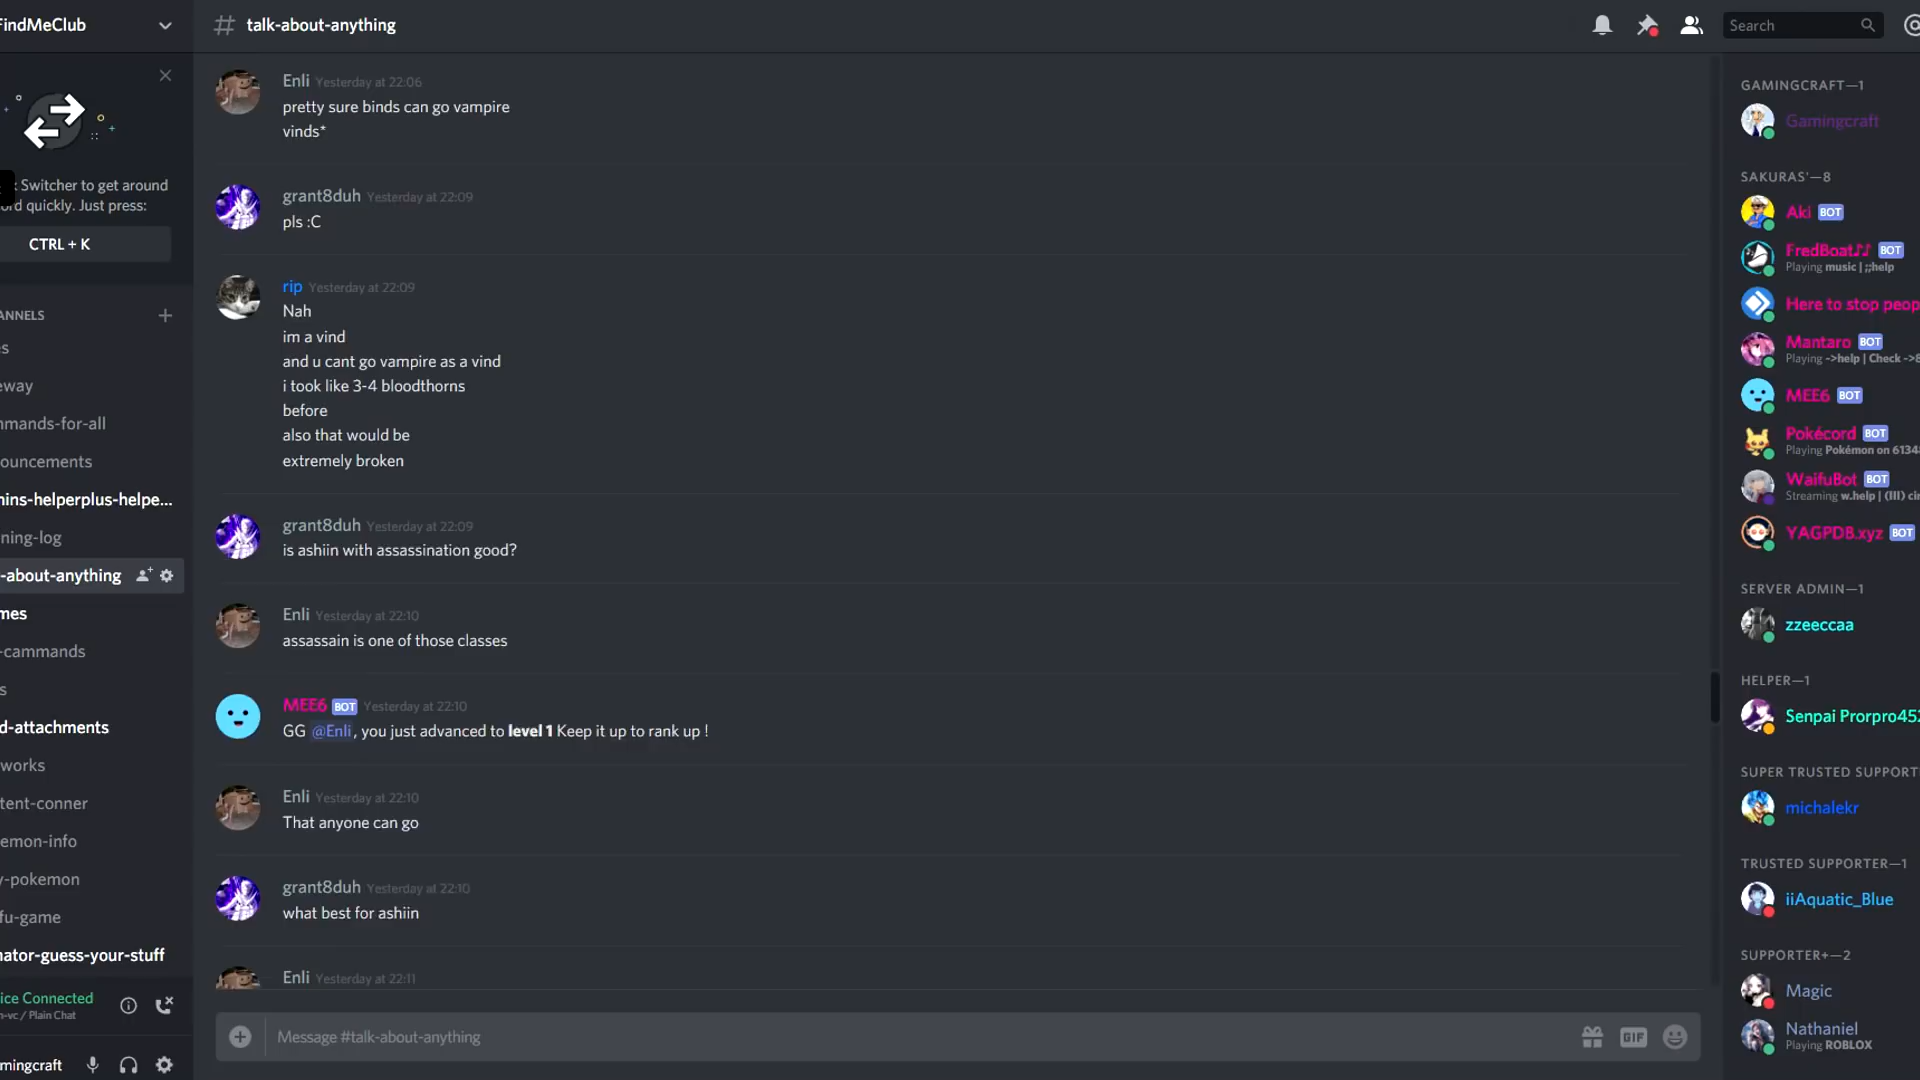 FindMeClub
Switcher to get around
ord quickly. Just press:
CTRL + K
ANNELS
s
eway
mmands-for-all
ouncements
mins-helperplus-helpe...
ning-log
-about-anything
mes
-cammands
s
d-attachments
works
tent-conner
emon-info
y-pokemon
fu-game
nator-guess-your-stuff
ice Connected
n-vc / Plain Chat
mingcraft
# talk-about-anything
Enli Yesterday at 22:06
pretty sure binds can go vampire
vinds*
grant8duh Yesterday at 22:09
pls :C
rip Yesterday at 22:09
Nah
im a vind
and u cant go vampire as a vind
i took like 3-4 bloodthorns
before
also that would be
extremely broken
grant8duh Yesterday at 22:09
is ashiin with assassination good?
Enli Yesterday at 22:10
assassain is one of those classes
MEE6 BOT Yesterday at 22:10
GG @Enli, you just advanced to level 1 Keep it up to rank up !
Enli Yesterday at 22:10
That anyone can go
grant8duh Yesterday at 22:10
what best for ashiin
Enli Yesterday at 22:11
Message #talk-about-anything
GIF
Search
GAMINGCRAFT—1
Gamingcraft
SAKURAS'—8
Aki BOT
FredBoat♪♪ BOT
Playing music | ;;help
Here to stop peop
Mantaro BOT
Playing ->help | Check ->8
MEE6 BOT
Pokécord BOT
Playing Pokémon on 6134
WaifuBot BOT
Streaming w.help | (III) cir
YAGPDB.xyz BOT
SERVER ADMIN—1
zzeeccaa
HELPER—1
Senpai Prorpro452
SUPER TRUSTED SUPPORT
michalekr
TRUSTED SUPPORTER—1
iiAquatic_Blue
SUPPORTER+—2
Magic
Nathaniel
Playing ROBLOX